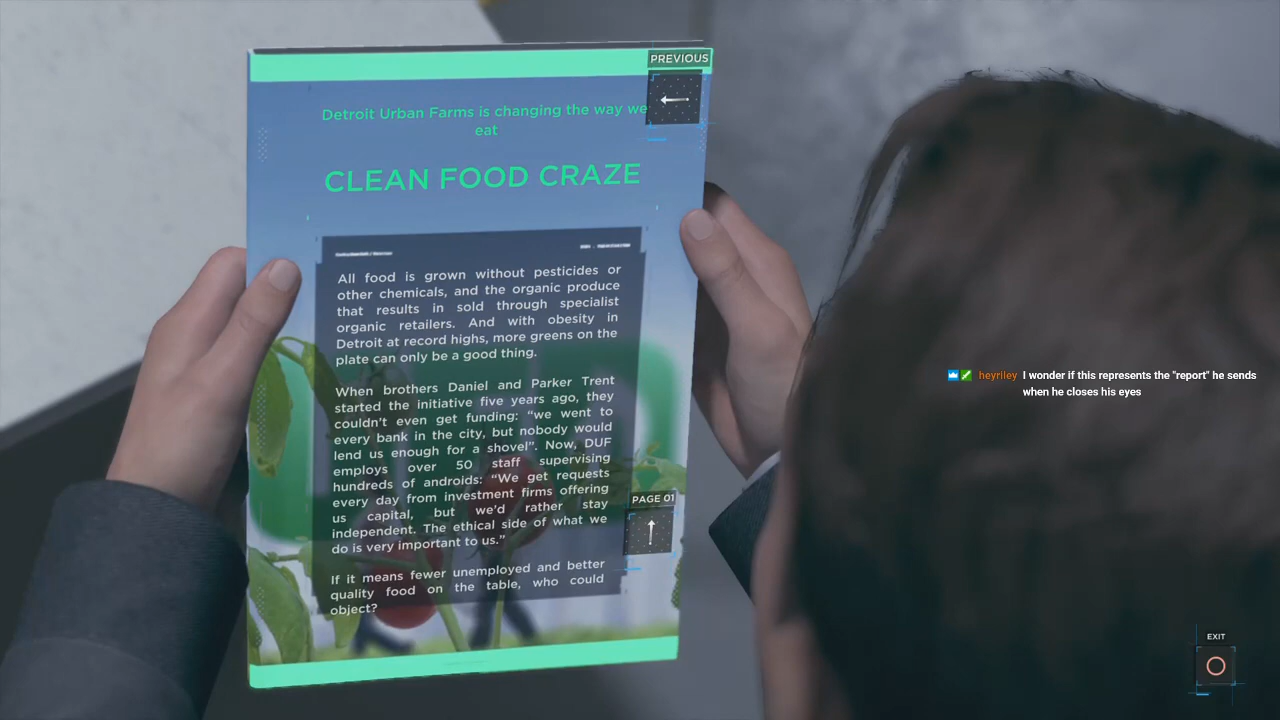 PREVIOUS
Detroit Urban Farms is changing the way we
eat
CLEAN FOOD CRAZE
All food is grown without pesticides or
other chemicals, and the organic produce
that results in sold through specialist
organic retailers. And with obesity in
Detroit at record highs, more greens on the
plate can only be a good thing.
When brothers Daniel and Parker Trent
started the initiative five years ago, they
couldn't even get funding: “we went to
every bank in the city, but nobody would
lend us enough for a shovel”. Now, DUF
employs over 50 staff supervising
hundreds of androids: “We get requests
every day from investment firms offering
us capital, but we'd rather stay
independent. The ethical side of what we
do is very important to us.”
If it means fewer unemployed and better
quality food on the table, who could
object?
PAGE 01
heyriley I wonder if this represents the "report" he sends
when he closes his eyes
EXIT